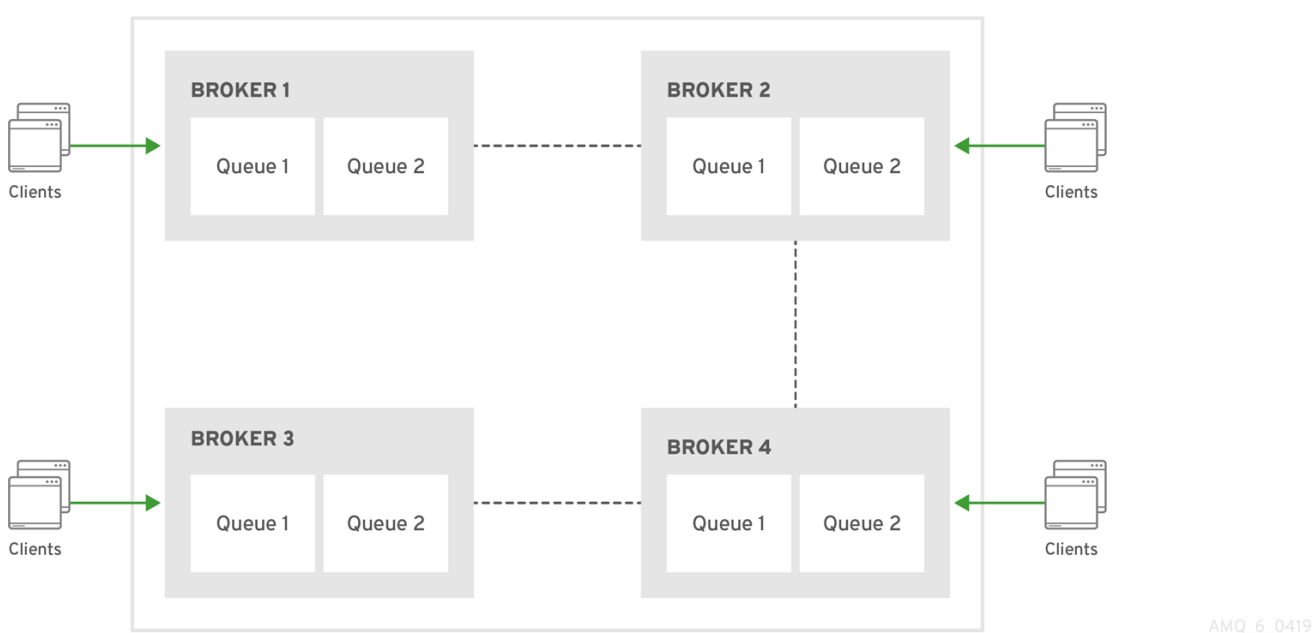 BROKER 1
Queue 1
Queue 2
Clients
BROKER 2
Queue 1
Queue 2
Clients
BROKER 3
Queue 1
Queue 2
Clients
BROKER 4
Queue 1
Queue 2
Clients
AMQ_6_0419